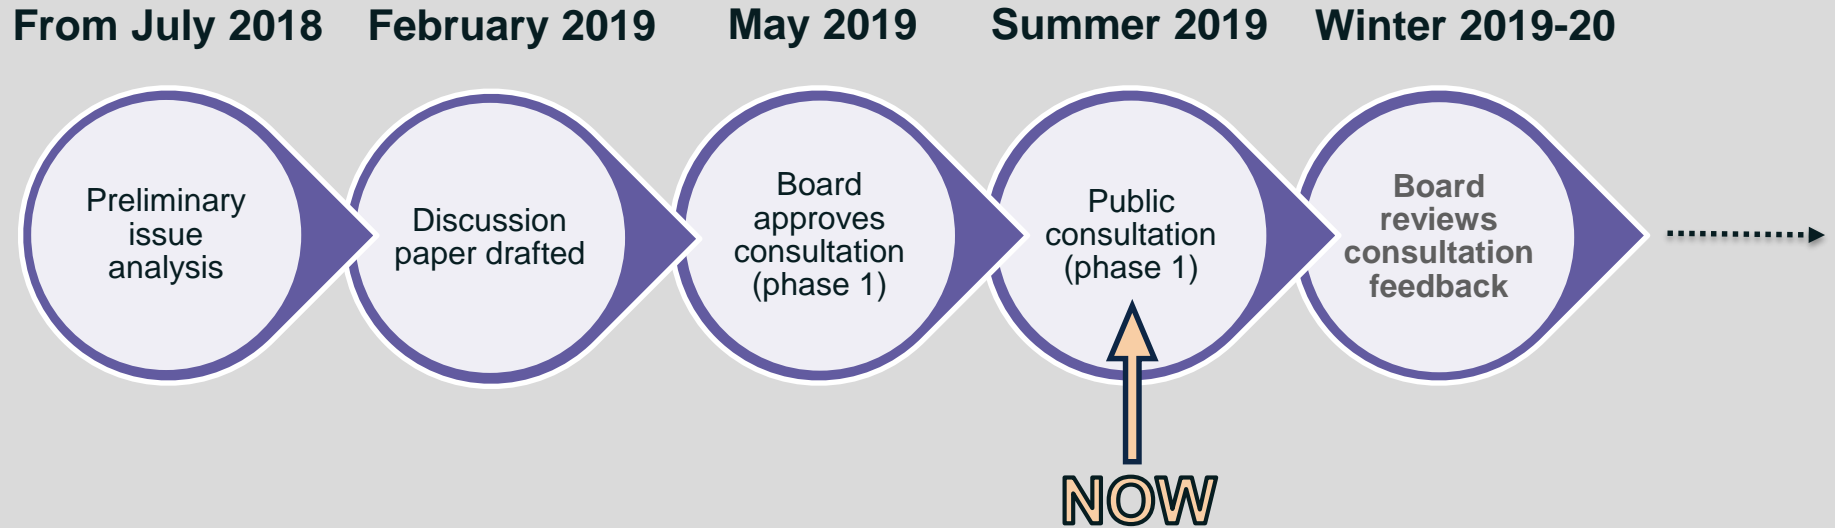 From July 2018
February 2019
May 2019
Summer 2019
Winter 2019-20
Preliminary
issue
analysis
Discussion
paper drafted
Board
approves
consultation
(phase 1)
Public
consultation
(phase 1)
Board
reviews
consultation
feedback
NOW